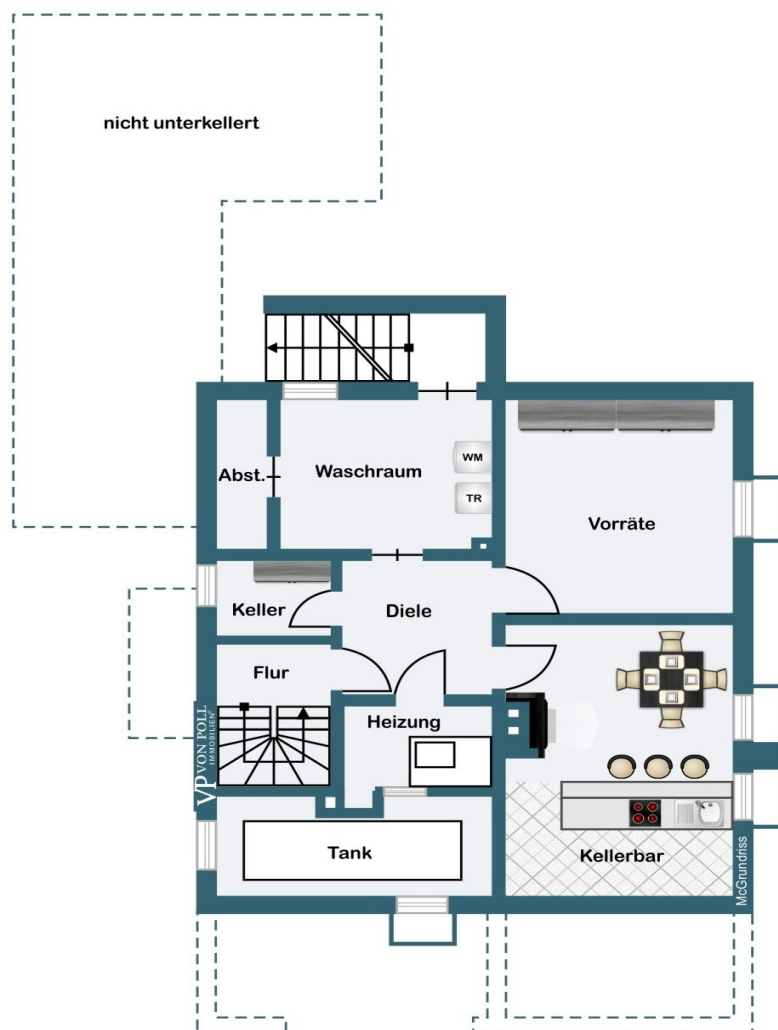 nicht unterkellert
Abst.
Waschraum
WM
TR
Vorräte
Keller
Diele
Flur
Heizung
VP VON POLL
IMMOBILIEN
Tank
Kellerbar
McGrundriss